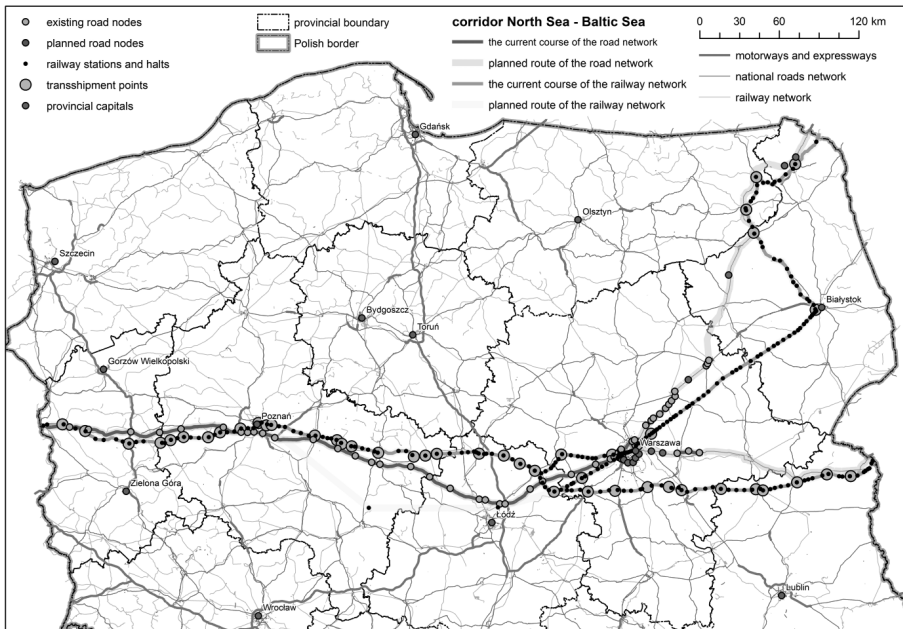 existing road nodes
planned road nodes
railway stations and halts
transshipment points
provincial capitals
provincial boundary
Polish border
corridor North Sea - Baltic Sea
the current course of the road network
planned route of the road network
the current course of the railway network
planned route of the railway network
0 30 60 120 km
motorways and expressways
national roads network
railway network
Gdańsk
Olsztyn
Szczecin
Białystok
Bydgoszcz
Toruń
Gorzów Wielkopolski
Poznań
Warszawa
Zielona Góra
Łódź
Lublin
Wrocław